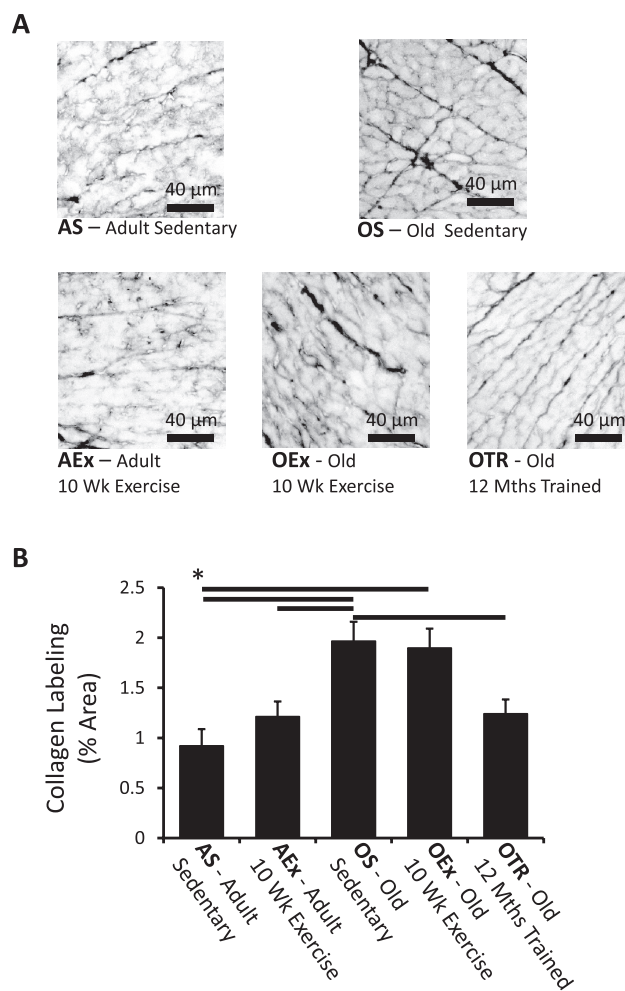 A
40 μm
40 μm
AS – Adult Sedentary
OS – Old Sedentary
40 μm
40 μm
40 μm
AEx – Adult
10 Wk Exercise
OEx - Old
10 Wk Exercise
OTR - Old
12 Mths Trained
B
*
2.5
2
1.5
1
0.5
0
Collagen Labeling
(% Area)
AS - Adult
Sedentary
AEx - Adult
10 Wk Exercise
OS - Old
Sedentary
OEx - Old
10 Wk Exercise
OTR - Old
12 Mths Trained